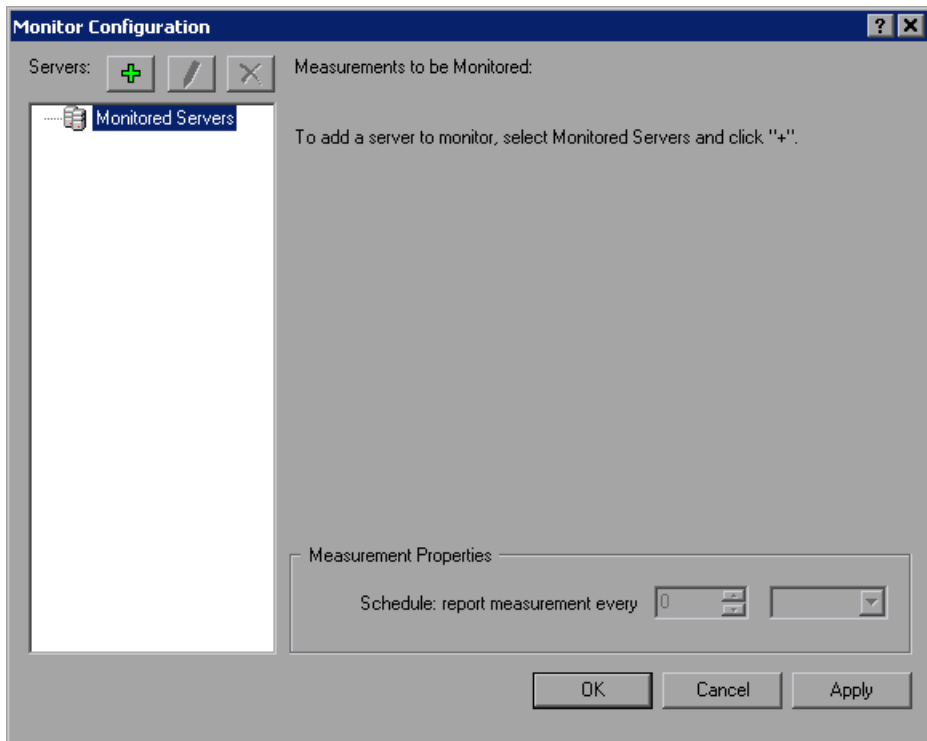 Monitor Configuration
Servers:
Measurements to be Monitored:
Monitored Servers
To add a server to monitor, select Monitored Servers and click "+".
Measurement Properties
Schedule: report measurement every 0
OK Cancel Apply